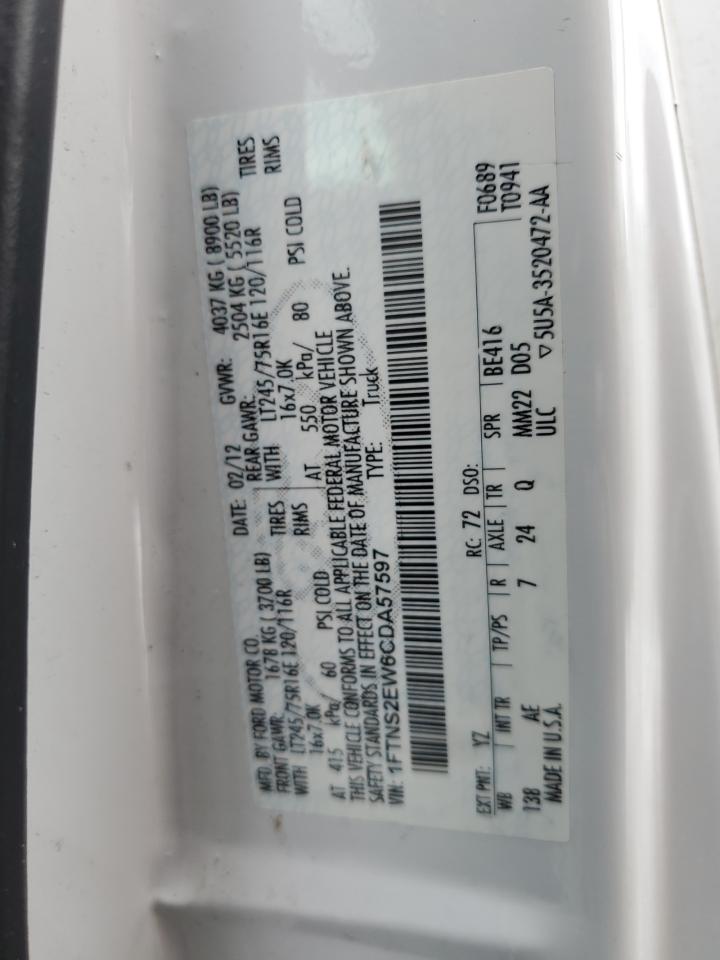 MFD. BY FORD MOTOR CO.
DATE: 02/12 GVWR: 4037 KG ( 8900 LB)
FRONT GAWR: 1678 KG ( 3700 LB) REAR GAWR: 2504 KG ( 5520 LB)
WITH LT245/75R16E 120/116R TIRES WITH LT245/75R16E 120/116R TIRES
16x7.0K RIMS 16x7.0K RIMS
AT 415 kPa/ 60 PSI COLD AT 550 kPa/ 80 PSI COLD
THIS VEHICLE CONFORMS TO ALL APPLICABLE FEDERAL MOTOR VEHICLE
SAFETY STANDARDS IN EFFECT ON THE DATE OF MANUFACTURE SHOWN ABOVE.
VIN: 1FTNS2EW6CDA57597 TYPE: Truck
F0689
T0941
EXT PNT: YZ RC: 72 DSO:
WB INT TR TP/PS R AXLE TR SPR BE416
138 AE 7 24 Q MM22 D05
MADE IN U.S.A. ULC ▽ 5U5A-3520472-AA